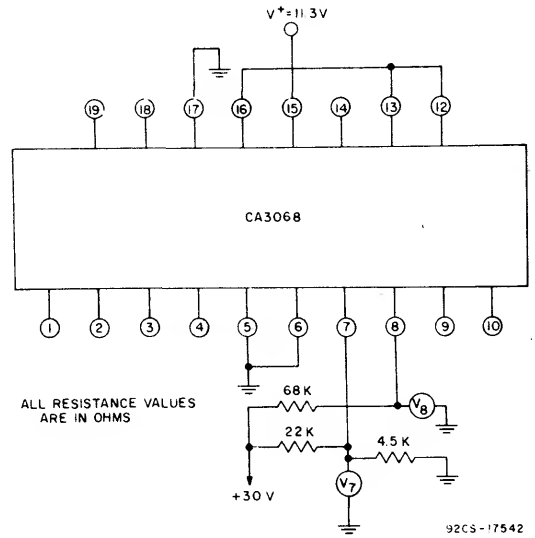 V+=11.3V
19 18 17 16 15 14 13 12
CA3068
1 2 3 4 5 6 7 8 9 10
ALL RESISTANCE VALUES
ARE IN OHMS
68K
V8
22K
4.5K
V7
+30V
92CS-17542